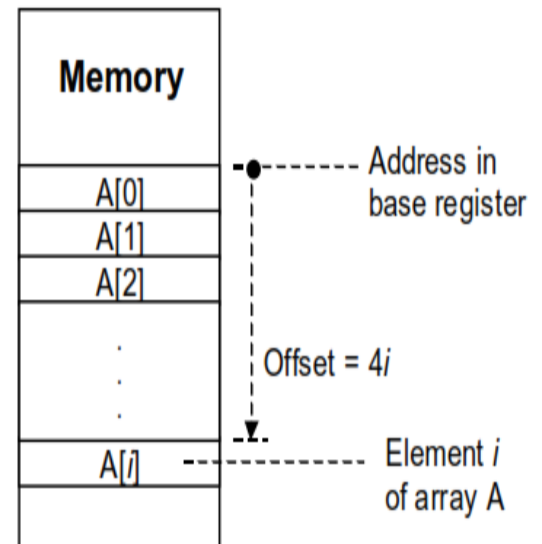 Memory
Address in
base register
A[0]
A[1]
A[2]
.
.
.
Offset = 4i
A[i]
Element i
of array A